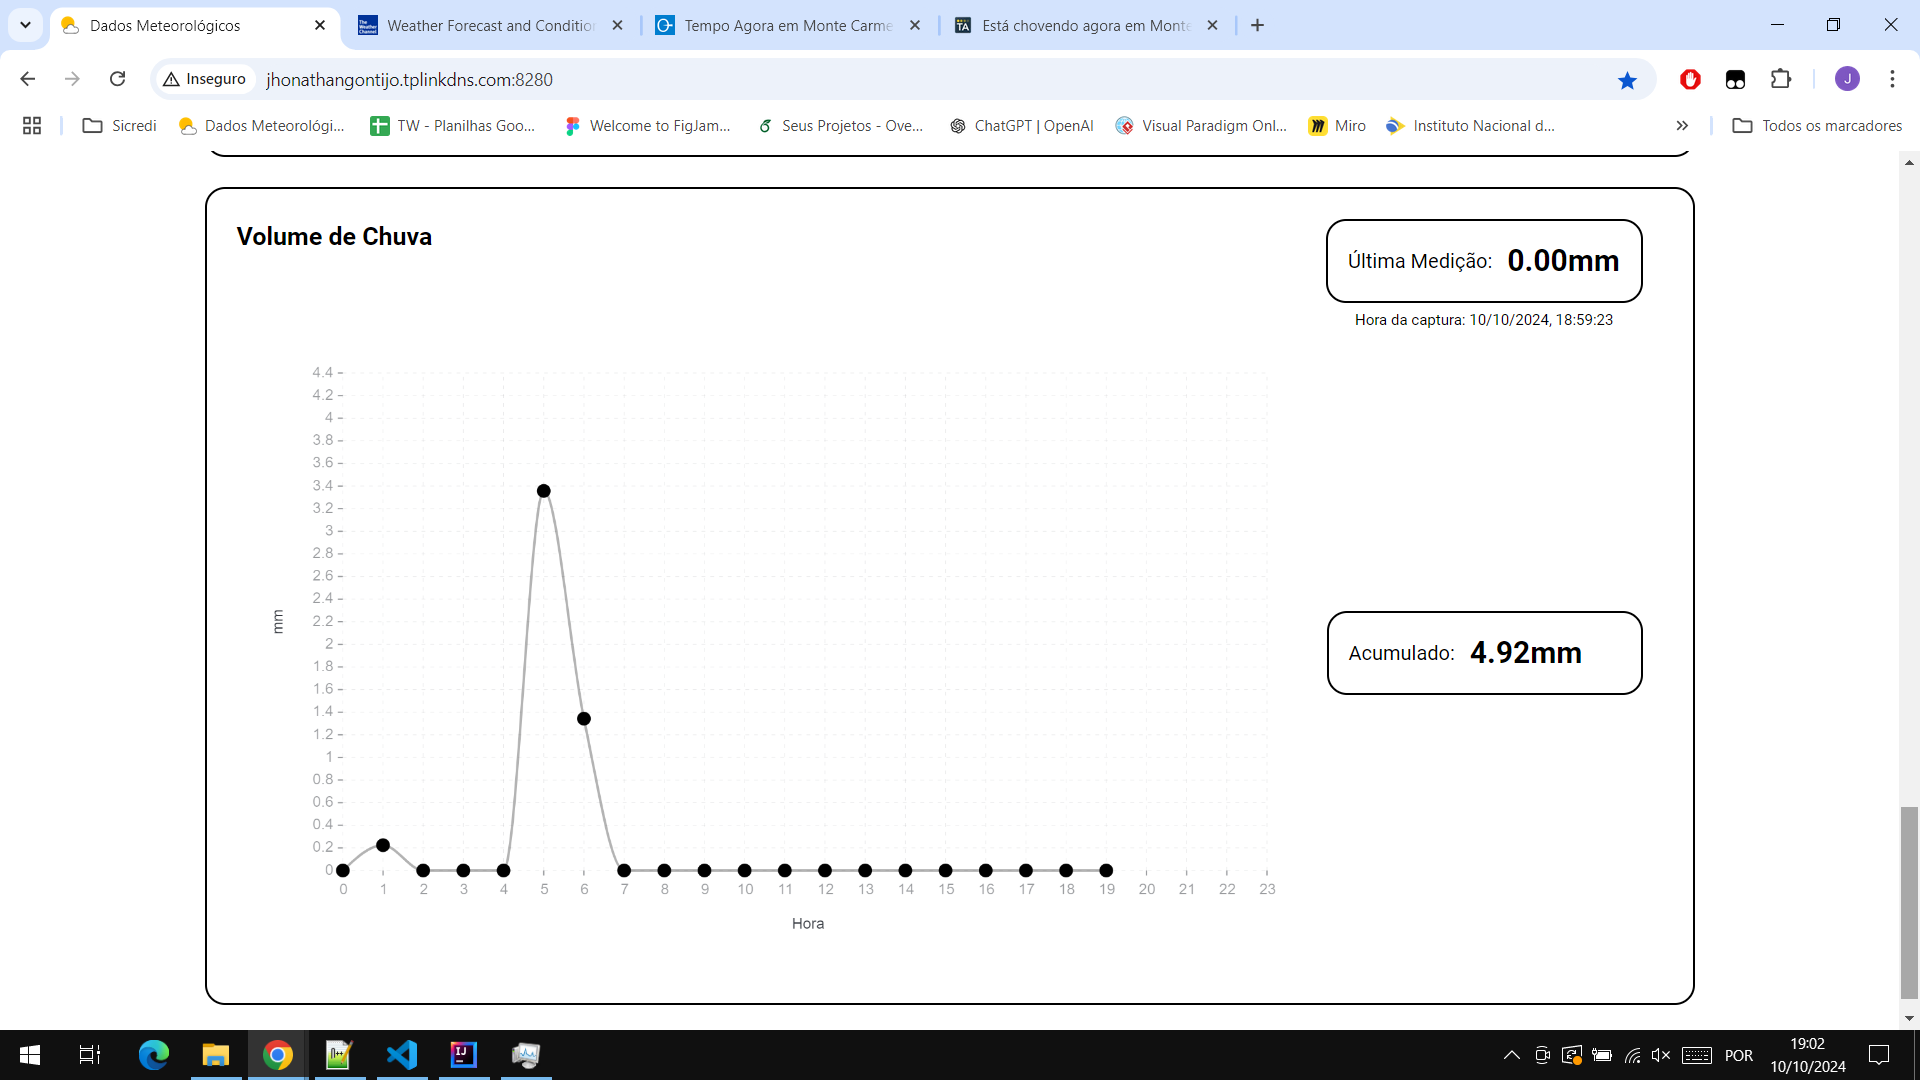 Dados Meteorológicos
Weather Forecast and Conditio
Tempo Agora em Monte Carme
Está chovendo agora em Monte
Inseguro
jhonathangontijo.tplinkdns.com:8280
J
Sicredi
Dados Meteorológi...
TW - Planilhas Goo...
Welcome to FigJam...
Seus Projetos - Ove...
ChatGPT | OpenAI
Visual Paradigm Onl...
Miro
Instituto Nacional d...
Todos os marcadores
Volume de Chuva
Última Medição: 0.00mm
Hora da captura: 10/10/2024, 18:59:23
4.4
4.2
4
3.8
3.6
3.4
3.2
3
2.8
2.6
2.4
2.2
2
1.8
1.6
1.4
1.2
1
0.8
0.6
0.4
0.2
0
mm
0 1 2 3 4 5 6 7 8 9 10 11 12 13 14 15 16 17 18 19 20 21 22 23
Hora
Acumulado: 4.92mm
POR
19:02
10/10/2024